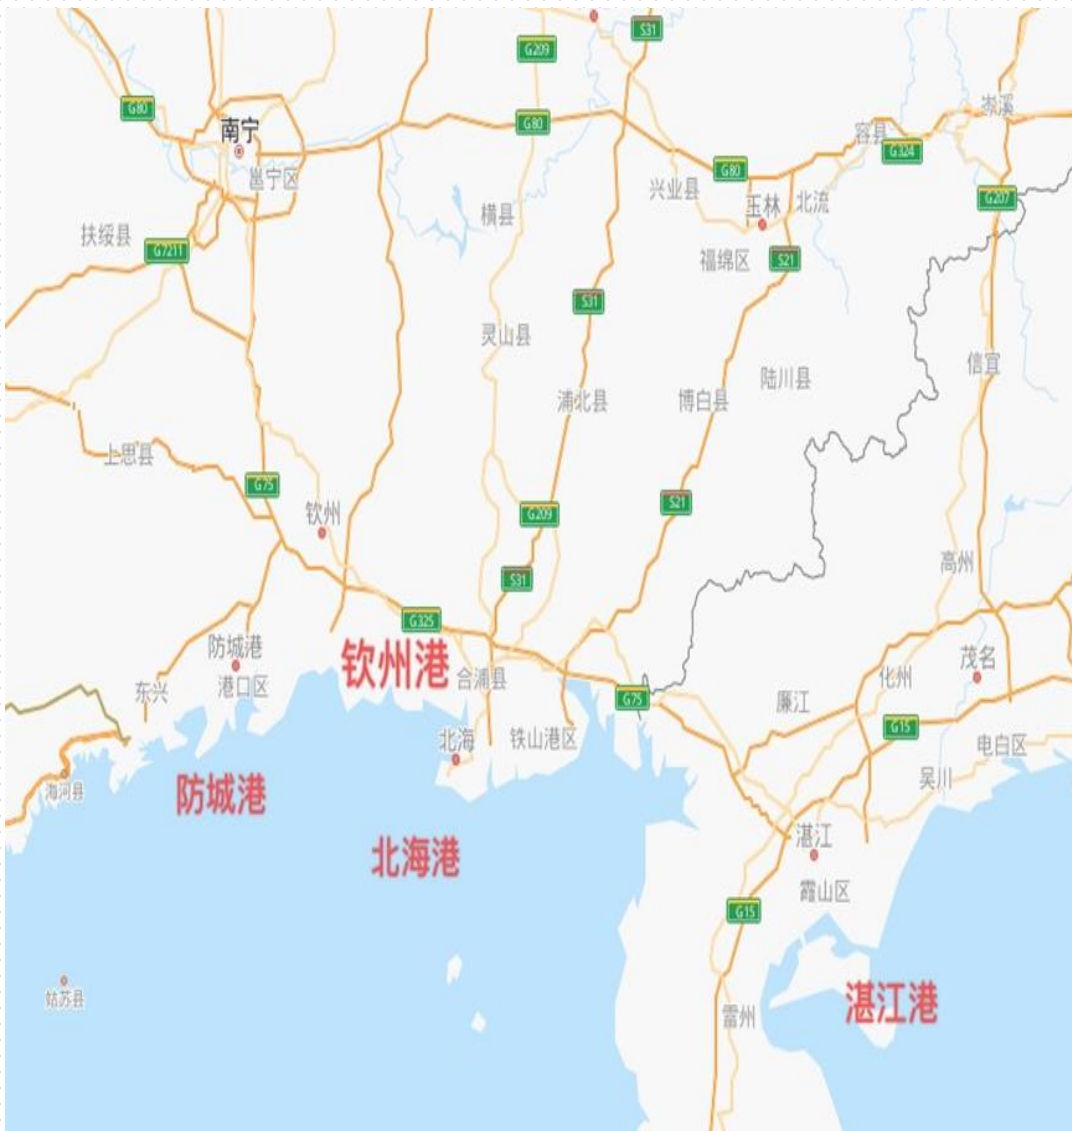 S31
G209
G80
岑溪
G80
南宁
容县
G324
邕宁区
G80
兴业县
玉林
北流
G207
横县
扶绥县
G7211
福绵区
S21
S31
灵山县
信宜
陆川县
浦北县
博白县
上思县
G75
钦州
G209
S21
高州
S31
G325
防城港
钦州港
合浦县
茂名
港口区
东兴
化州
G75
廉江
G15
北海
铁山港区
电白区
吴川
海河县
防城港
湛江
北海港
霞山区
G15
姑苏县
湛江港
雷州